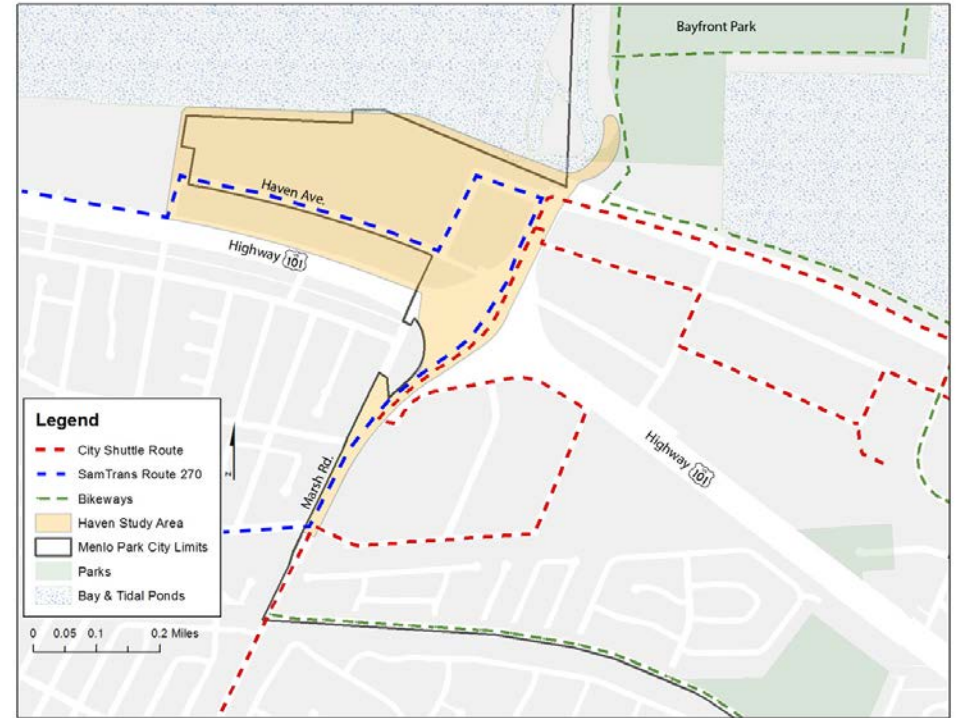 Bayfront Park
Haven Ave.
Highway 101
Highway 101
Marsh Rd.
Legend
City Shuttle Route
SamTrans Route 270
Bikeways
Haven Study Area
Menlo Park City Limits
Parks
Bay & Tidal Ponds
N
0 0.05 0.1 0.2 Miles